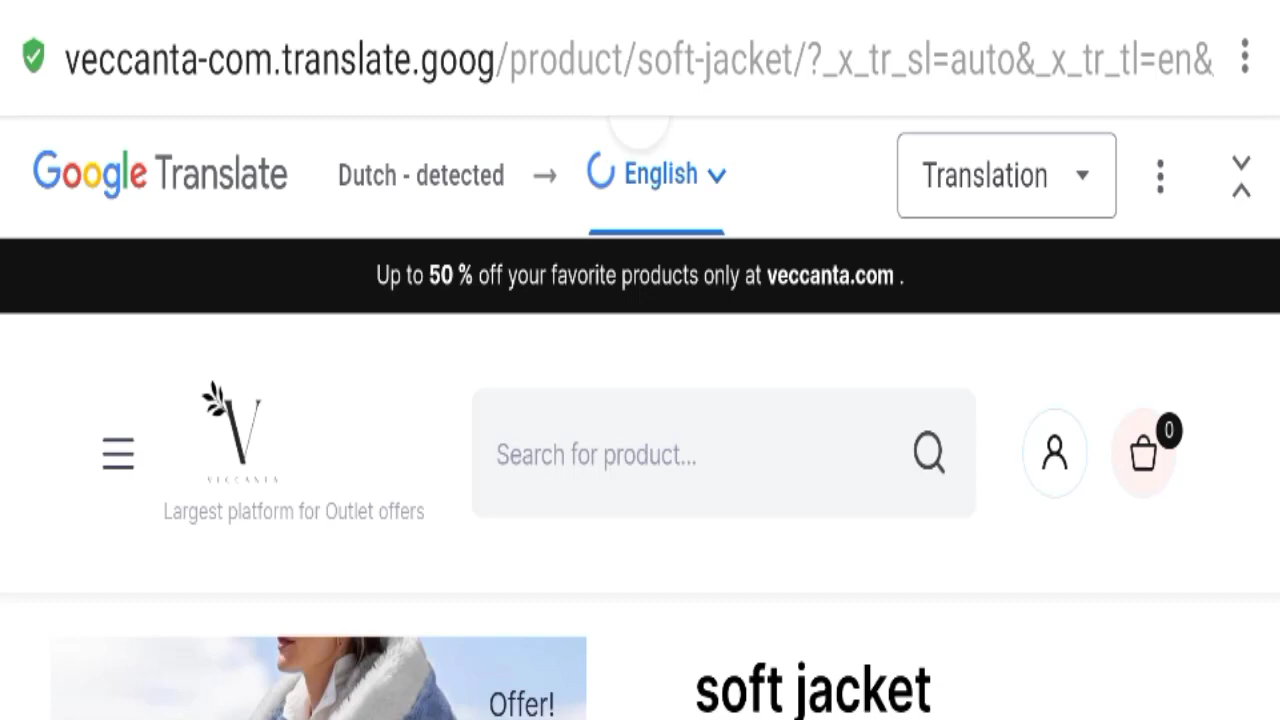 veccanta-com.translate.goog/product/soft-jacket/?_x_tr_sl=auto&_x_tr_tl=en&
Google Translate Dutch - detected → English Translation
Up to 50 % off your favorite products only at veccanta.com .
V
VECCANTA
Largest platform for Outlet offers
Search for product...
0
Offer!
soft jacket